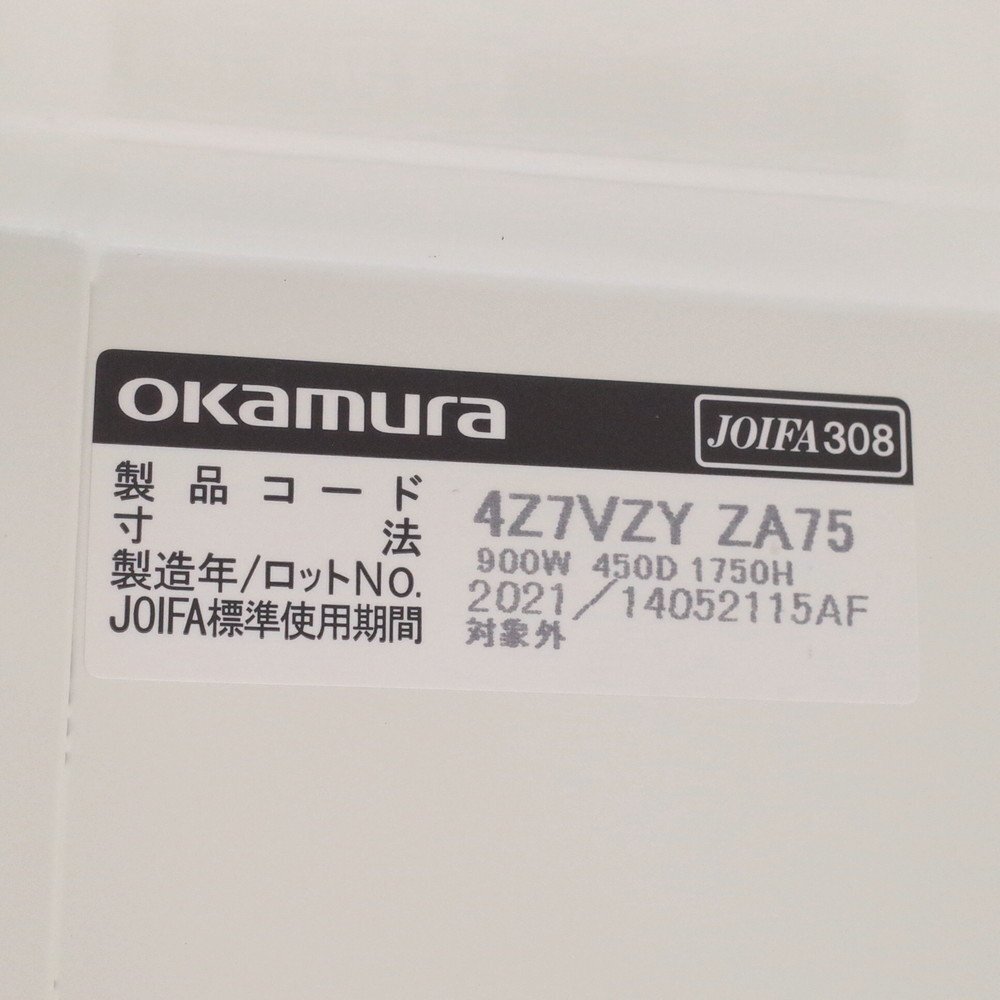 okamura JOIFA308
製品コード 4Z7VZY ZA75
寸法 900W 450D 1750H
製造年/ロットNo. 2021/14052115AF
JOIFA標準使用期間 対象外